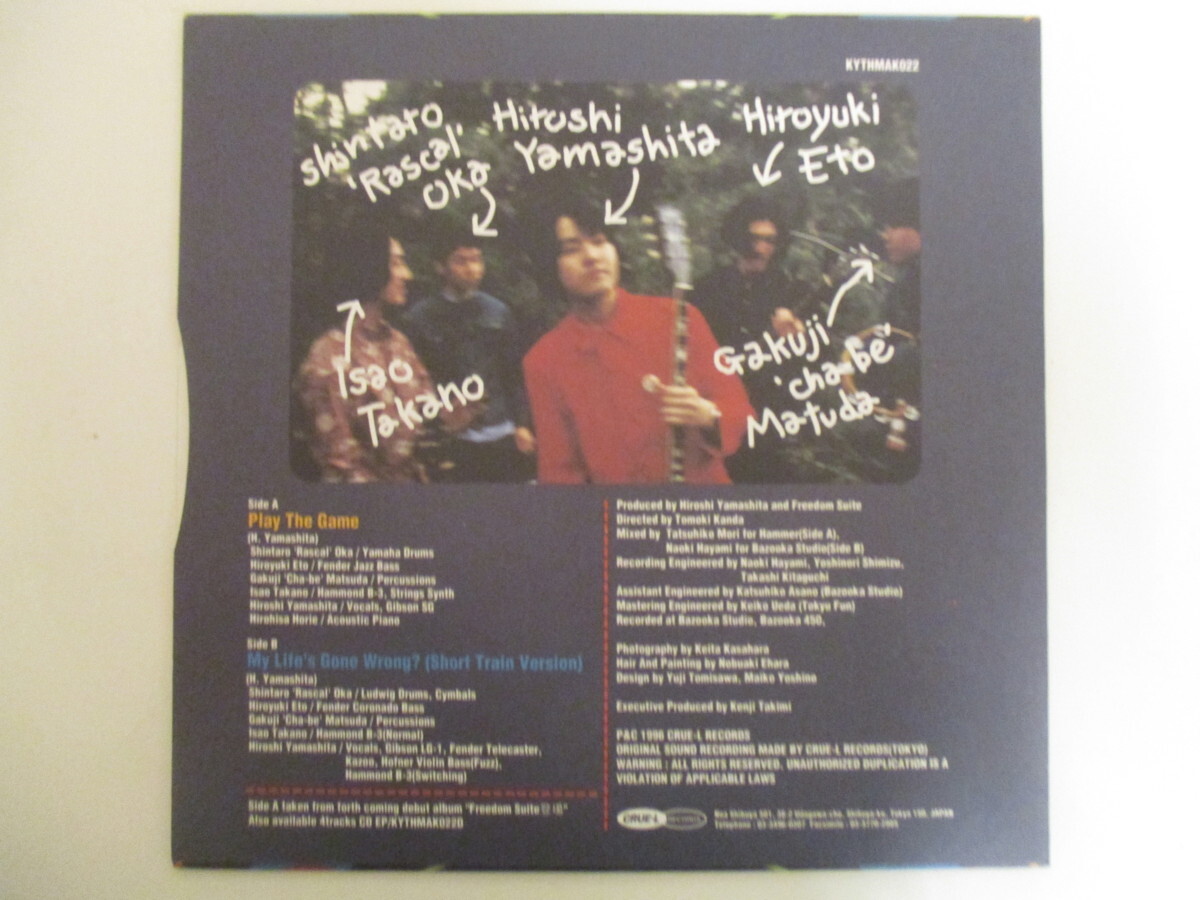 KYTHMAK022
Shintaro
'Rascal'
Oka
Hitoshi
Yamashita
Hiroyuki
Eto
Isao
Takano
Gakuji
'cha-be'
Matuda
Side A
Play The Game
(H. Yamashita)
Shintaro 'Rascal' Oka / Yamaha Drums
Hiroyuki Eto / Fender Jazz Bass
Gakuji 'Cha-be' Matsuda / Percussions
Isao Takano / Hammond B-3, Strings Synth
Hiroshi Yamashita / Vocals, Gibson SG
Hirohisa Horie / Acoustic Piano
Side B
My Life's Gone Wrong? (Short Train Version)
(H. Yamashita)
Shintaro 'Rascal' Oka / Ludwig Drums, Cymbals
Hiroyuki Eto / Fender Coronado Bass
Gakuji 'Cha-be' Matsuda / Percussions
Isao Takano / Hammond B-3(Normal)
Hiroshi Yamashita / Vocals, Gibson LG-1, Fender Telecaster,
Kazoo, Hofner Violin Bass(Fuzz),
Hammond B-3(Switching)
Side A taken from forth coming debut album "Freedom Suite
Also available 4tracks CD EP/KYTHMAK022D
Produced by Hiroshi Yamashita and Freedom Suite
Directed by Tomoki Kanda
Mixed by Tatsuhiko Mori for Hammer(Side A),
Naoki Hayami for Bazooka Studio(Side B)
Recording Engineered by Naoki Hayami, Yoshinori Shimizu,
Takashi Kitaguchi
Assistant Engineered by Katsuhiko Asano (Bazooka Studio)
Mastering Engineered by Keiko Ueda (Tokyu Fun)
Recorded at Bazooka Studio, Bazooka 450,
Photography by Keita Kasahara
Hair And Painting by Nobuaki Ehara
Design by Yuji Tomisawa, Maiko Yoshino
Executive Produced by Kenji Takimi
P&C 1996 CRUE-L RECORDS
ORIGINAL SOUND RECORDING MADE BY CRUE-L RECORDS(TOKYO)
WARNING : ALL RIGHTS RESERVED. UNAUTHORIZED DUPLICATION IS A
VIOLATION OF APPLICABLE LAWS
CRUE-L RECORDS
Shibuya Tokyo JAPAN
Telephone : Facsimile :